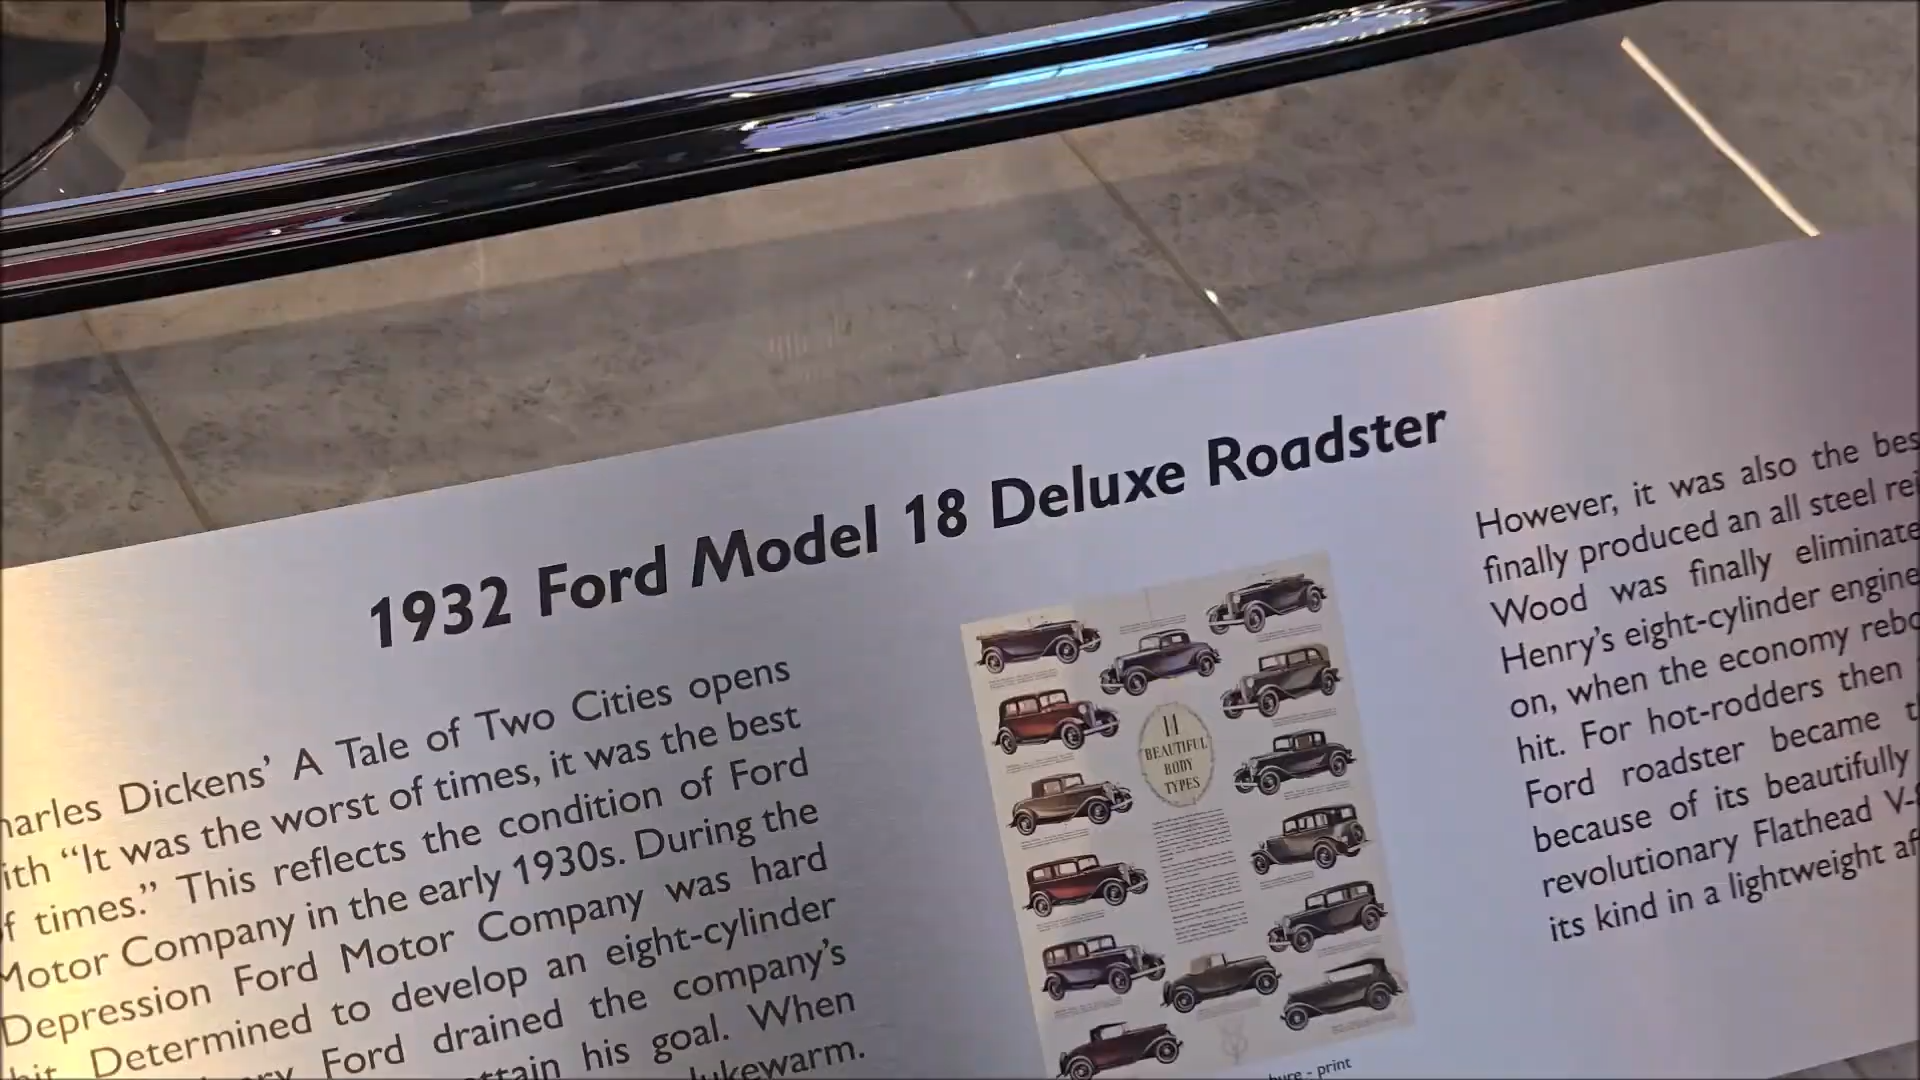 1932 Ford Model 18 Deluxe Roadster
harles Dickens’ A Tale of Two Cities opens
ith “It was the worst of times, it was the best
f times.” This reflects the condition of Ford
Motor Company in the early 1930s. During the
Depression Ford Motor Company was hard
hit. Determined to develop an eight-cylinder
Ford drained the company’s
his goal. When
lukewarm.
11
BEAUTIFUL
BODY
TYPES
- print
However, it was also the bes
finally produced an all steel
Wood was finally eliminate
Henry’s eight-cylinder engine
on, when the economy rebo
hit. For hot-rodders then
Ford roadster became t
because of its beautifully
revolutionary Flathead V-8
its kind in a lightweight af